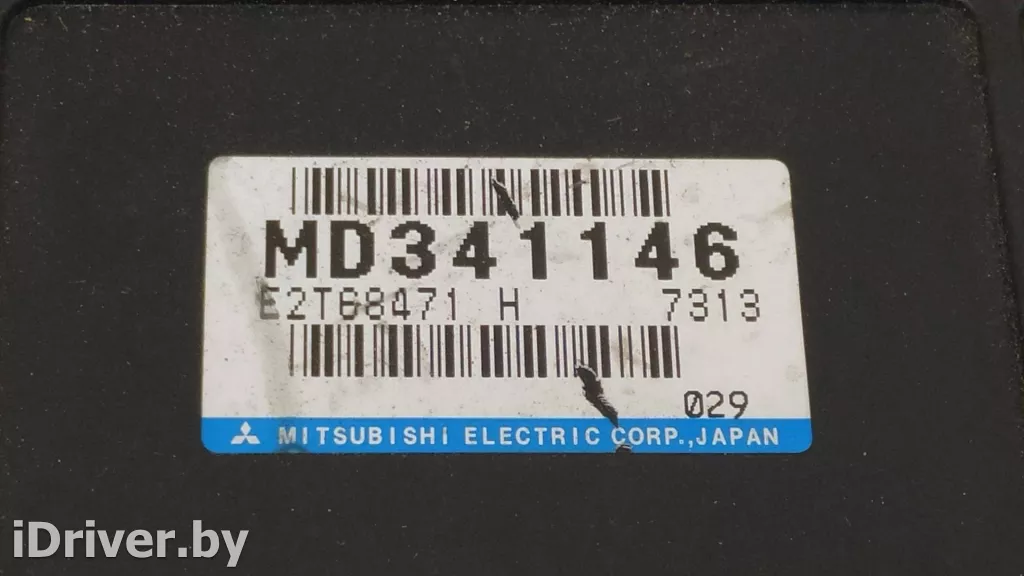 MD341146
E2T68471 H 7313
029
MITSUBISHI ELECTRIC CORP.,JAPAN
iDriver.by